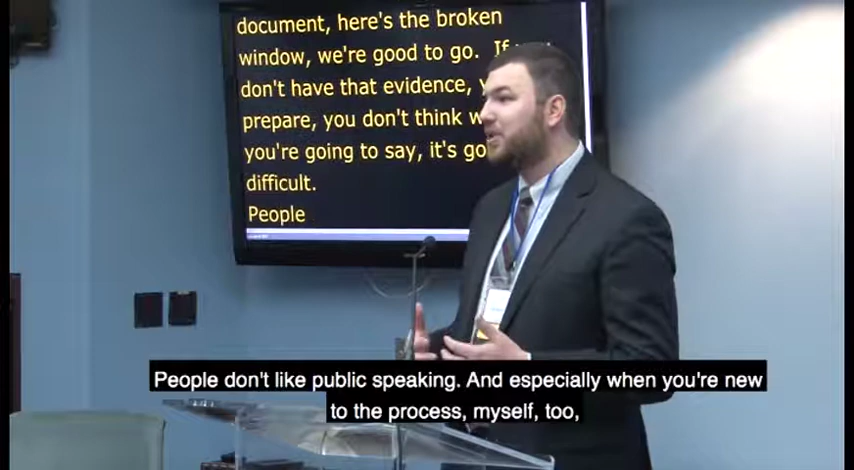 document, here's the broken
window, we're good to go. If
don't have that evidence,
prepare, you don't think
you're going to say, it's
difficult.
People
People don't like public speaking. And especially when you're new
to the process, myself, too,